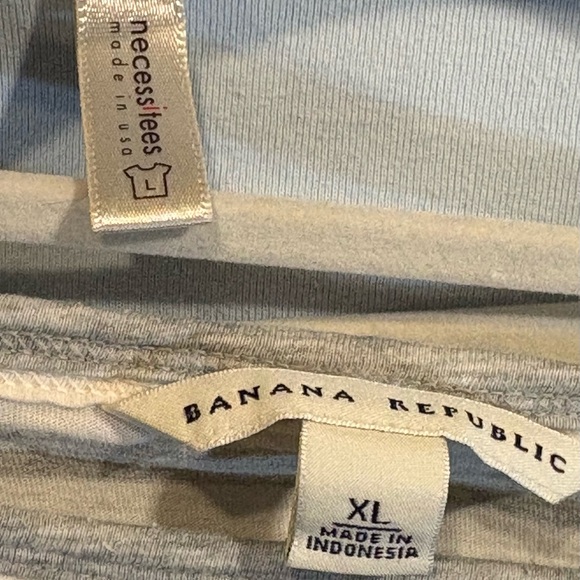 necessitees
made in usa
L
BANANA REPUBLIC
XL
MADE IN
INDONESIA